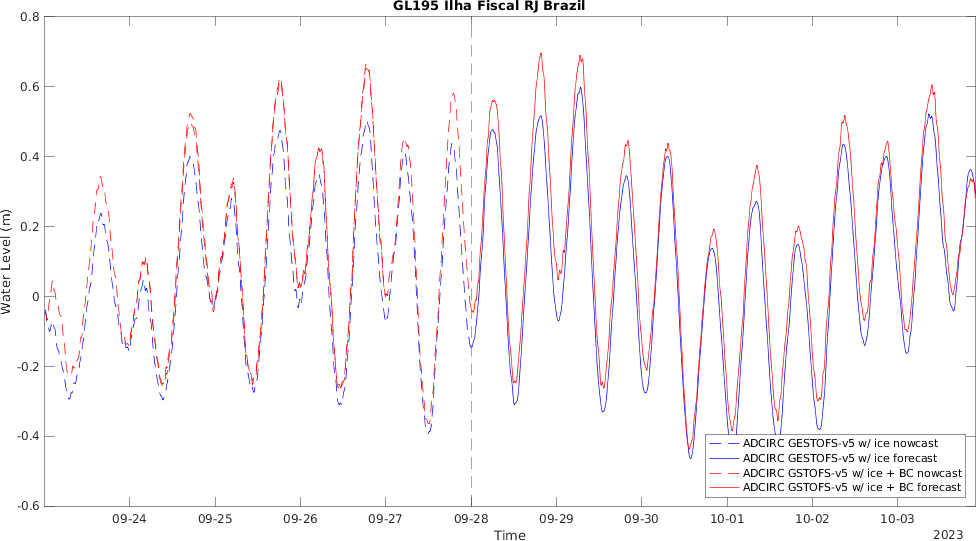 GL195 Ilha Fiscal RJ Brazil
0.8
0.6
0.4
0.2
0
-0.2
-0.4
-0.6
Water Level (m)
ADCIRC GESTOFS-v5 w/ ice nowcast
ADCIRC GESTOFS-v5 w/ ice forecast
ADCIRC GSTOFS-v5 w/ ice + BC nowcast
ADCIRC GSTOFS-v5 w/ ice + BC forecast
09-24 09-25 09-26 09-27 09-28 09-29 09-30 10-01 10-02 10-03
Time
2023